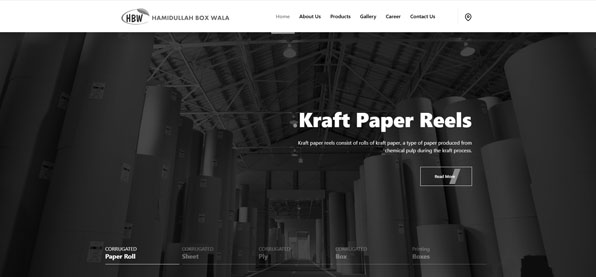 HBW HAMIDULLAH BOX WALA
Home About Us Products Gallery Career Contact Us
Kraft Paper Reels
Kraft paper reels consist of rolls of kraft paper, a type of paper produced from
chemical pulp during the kraft process.
Read More
CORRUGATED CORRUGATED CORRUGATED CORRUGATED Printing
Paper Roll Sheet Ply Box Boxes